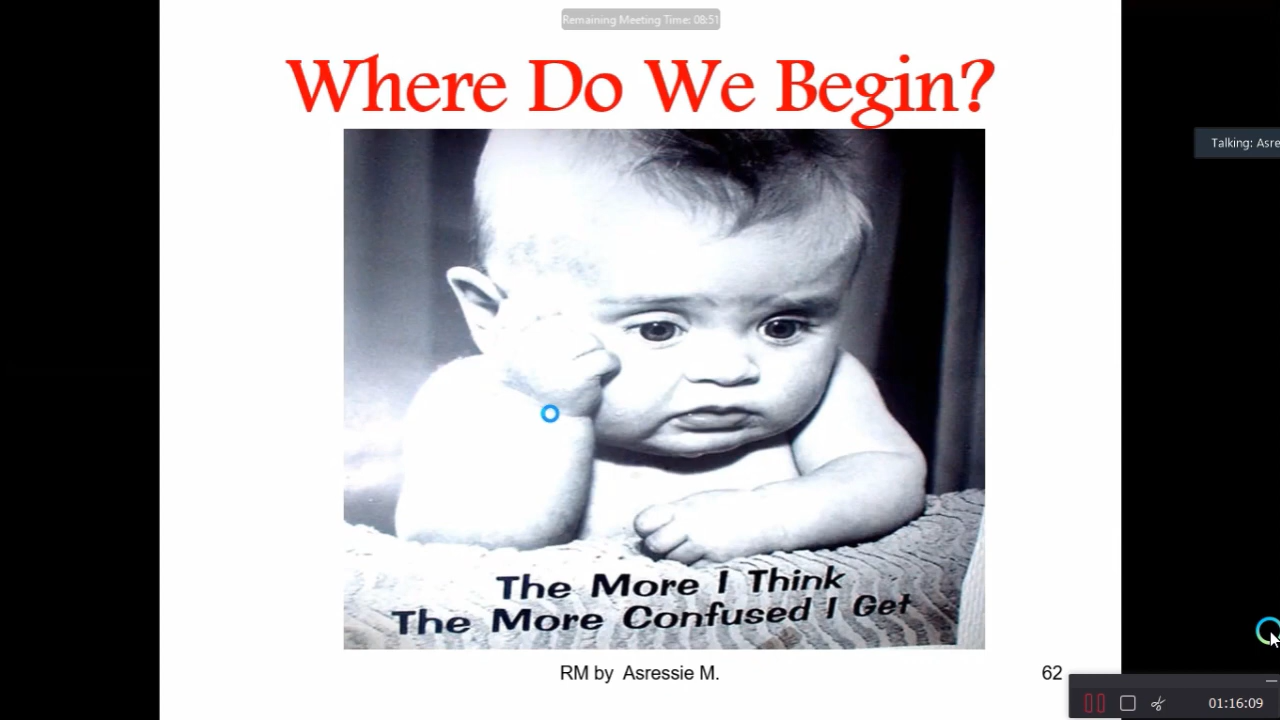 Remaining Meeting Time: 08:51
Where Do We Begin?
Talking: Asre
The More I Think
The More Confused I Get
RM by Asressie M.
62
01:16:09